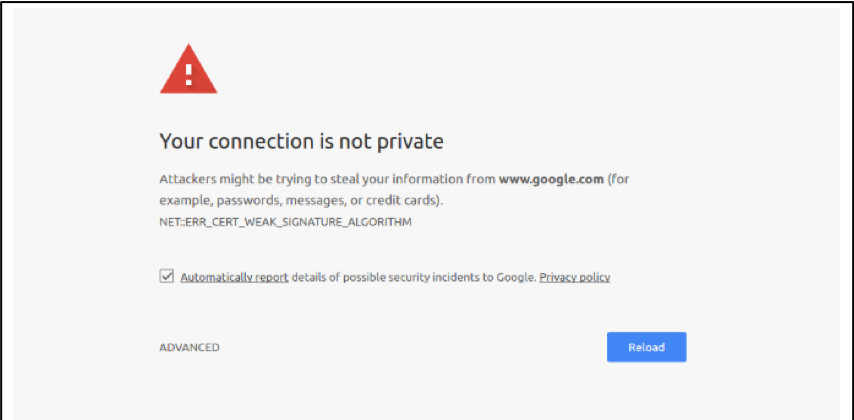 Your connection is not private
Attackers might be trying to steal your information from www.google.com (for
example, passwords, messages, or credit cards).
NET::ERR_CERT_WEAK_SIGNATURE_ALGORITHM
Automatically report details of possible security incidents to Google. Privacy policy
ADVANCED
Reload